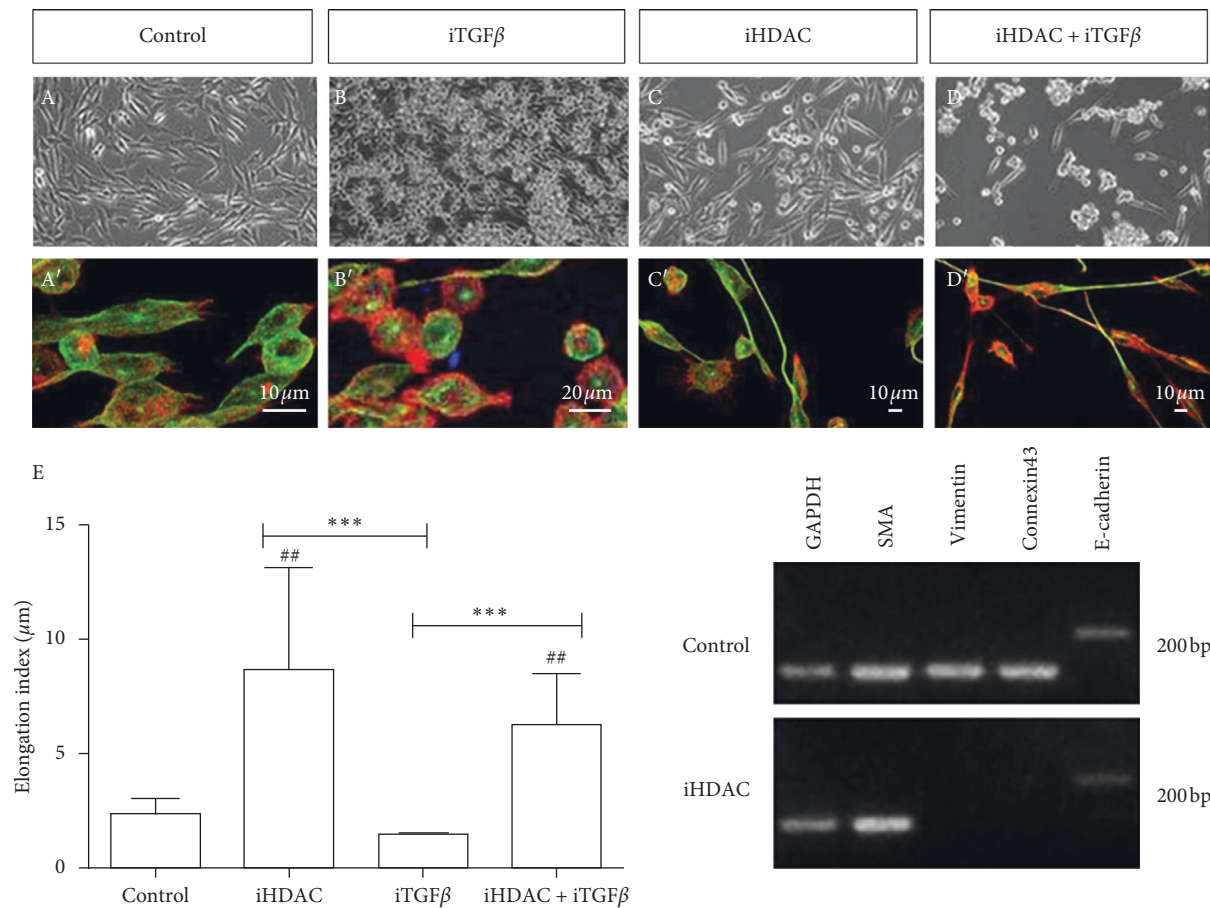 Control
iTGFβ
iHDAC
iHDAC + iTGFβ
A
B
C
D
A′
B′
C′
D′
10 μm
20 μm
10 μm
10 μm
E
Elongation index (μm)
15
10
5
0
***
##
***
##
Control
iHDAC
iTGFβ
iHDAC + iTGFβ
GAPDH
SMA
Vimentin
Connexin43
E-cadherin
Control
200 bp
iHDAC
200 bp